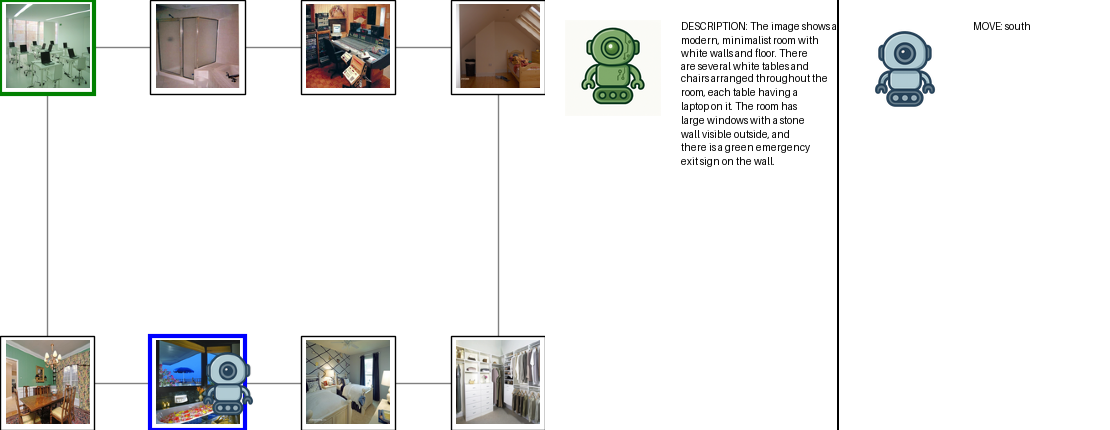 DESCRIPTION: The image shows a
modern, minimalist room with
white walls and floor. There
are several white tables and
chairs arranged throughout the
room, each table having a
laptop on it. The room has
large windows with a stone
wall visible outside, and
there is a green emergency
exit sign on the wall.
MOVE: south